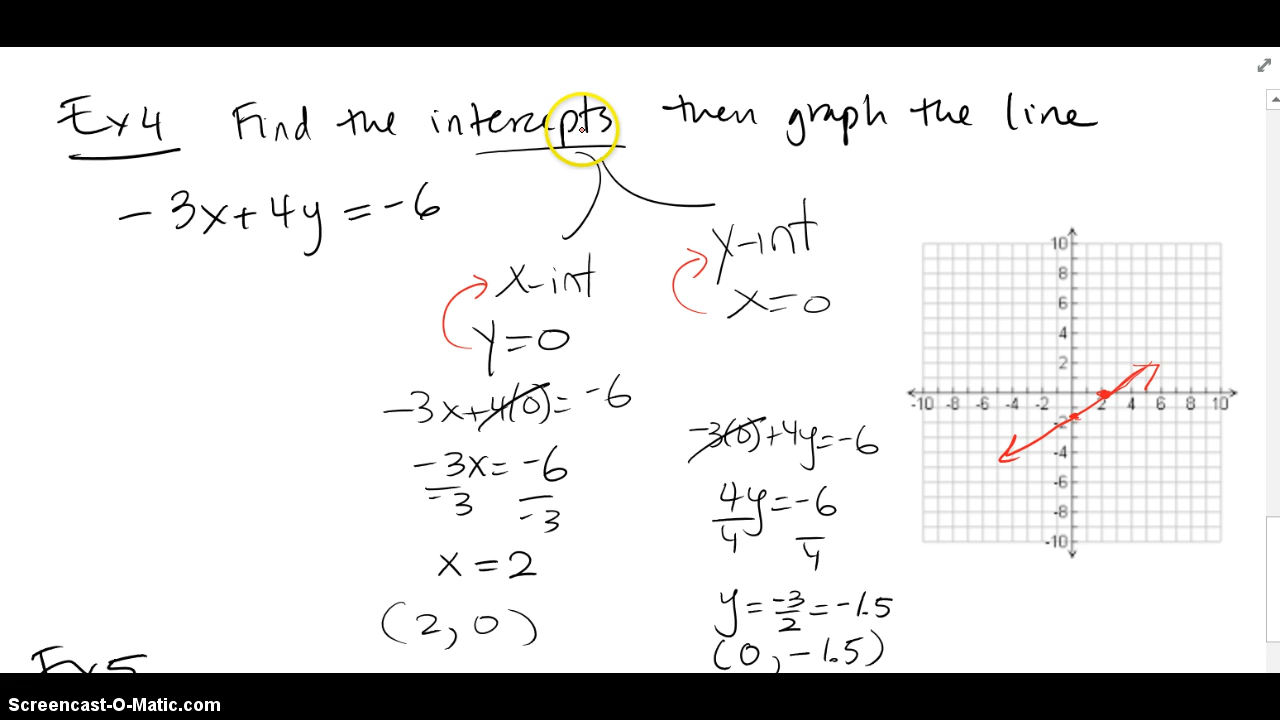 Ex4 Find the intercepts then graph the line
-3x+4y=-6
x-int
y=0
-3x+4(0)=-6
-3x=-6
-3 -3
x=2
(2,0)
y-int
x=0
-3(0)+4y=-6
4y=-6
4 4
y=-3/2=-1.5
(0,-1.5)
10
8
6
4
2
-10 -8 -6 -4 -2 2 4 6 8 10
-2
-4
-6
-8
-10
Ex5
Screencast-O-Matic.com